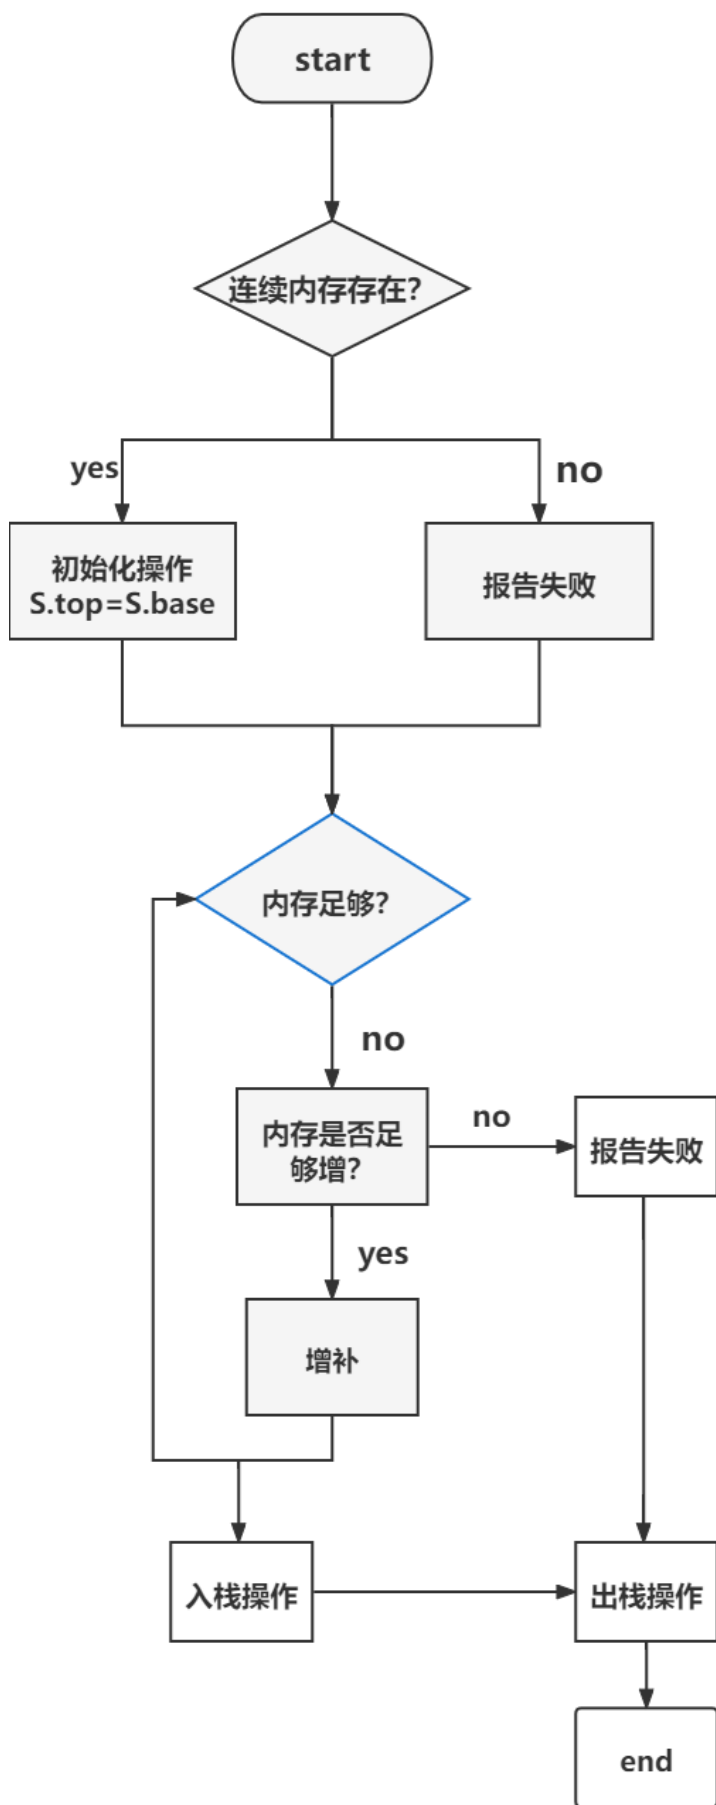 start
连续内存存在?
yes
no
初始化操作
S.top=S.base
报告失败
内存足够?
no
内存是否足
够增?
no
报告失败
yes
增补
入栈操作
出栈操作
end